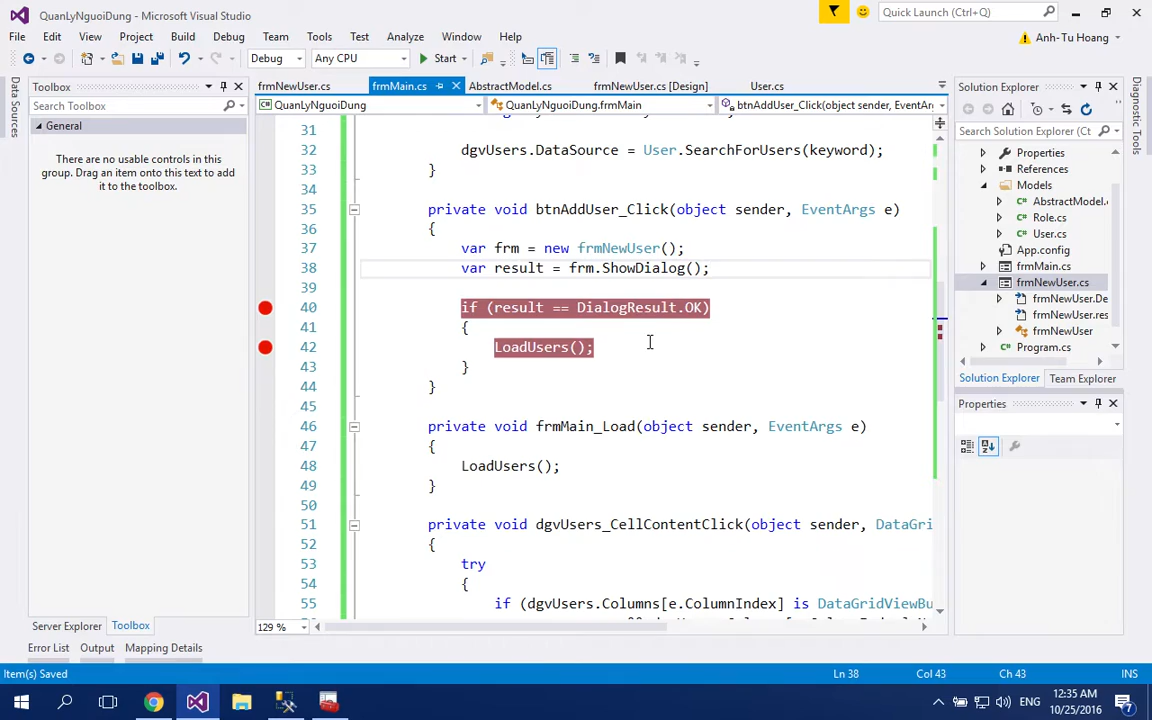 QuanLyNguoiDung - Microsoft Visual Studio
Quick Launch (Ctrl+Q)
File Edit View Project Build Debug Team Tools Test Analyze Window Help
Anh-Tu Hoang
Debug Any CPU Start
Data Sources
Toolbox
Search Toolbox
General
There are no usable controls in this
group. Drag an item onto this text to add
it to the toolbox.
Server Explorer Toolbox
frmNewUser.cs frmMain.cs AbstractModel.cs frmNewUser.cs [Design] User.cs
QuanLyNguoiDung QuanLyNguoiDung.frmMain btnAddUser_Click(object sender, EventArg
31
32 dgvUsers.DataSource = User.SearchForUsers(keyword);
33 }
34
35 private void btnAddUser_Click(object sender, EventArgs e)
36 {
37 var frm = new frmNewUser();
38 var result = frm.ShowDialog();
39
40 if (result == DialogResult.OK)
41 {
42 LoadUsers();
43 }
44 }
45
46 private void frmMain_Load(object sender, EventArgs e)
47 {
48 LoadUsers();
49 }
50
51 private void dgvUsers_CellContentClick(object sender, DataGri
52 {
53 try
54 {
55 if (dgvUsers.Columns[e.ColumnIndex] is DataGridViewBu
129 %
Solution Explorer
Search Solution Explorer (Ct
Properties
References
Models
AbstractModel.
Role.cs
User.cs
App.config
frmMain.cs
frmNewUser.cs
frmNewUser.De
frmNewUser.res
frmNewUser
Program.cs
Solution Explorer Team Explorer
Properties
Diagnostic Tools
Error List Output Mapping Details
Item(s) Saved Ln 38 Col 43 Ch 43 INS
ENG 12:35 AM
10/25/2016
7